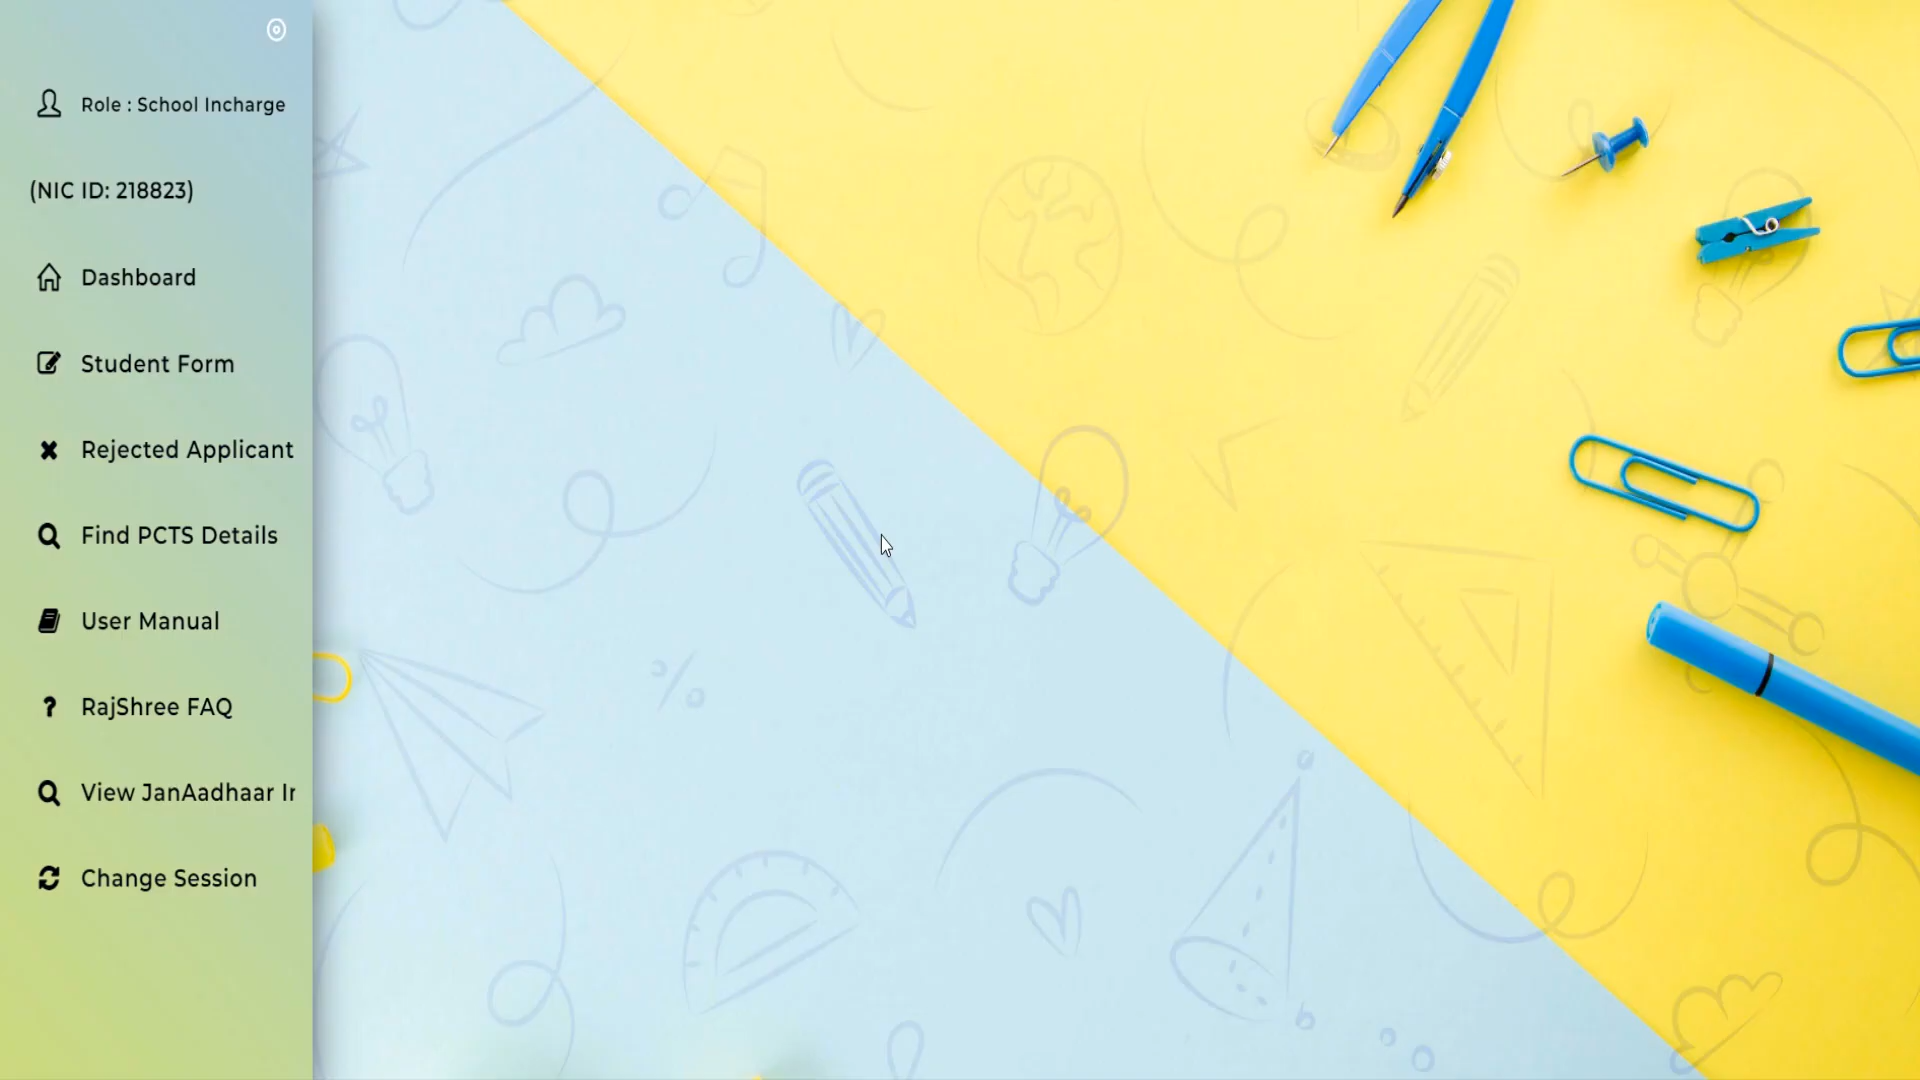 Role : School Incharge
(NIC ID: 218823)
Dashboard
Student Form
Rejected Applicant
Find PCTS Details
User Manual
RajShree FAQ
View JanAadhaar
Change Session